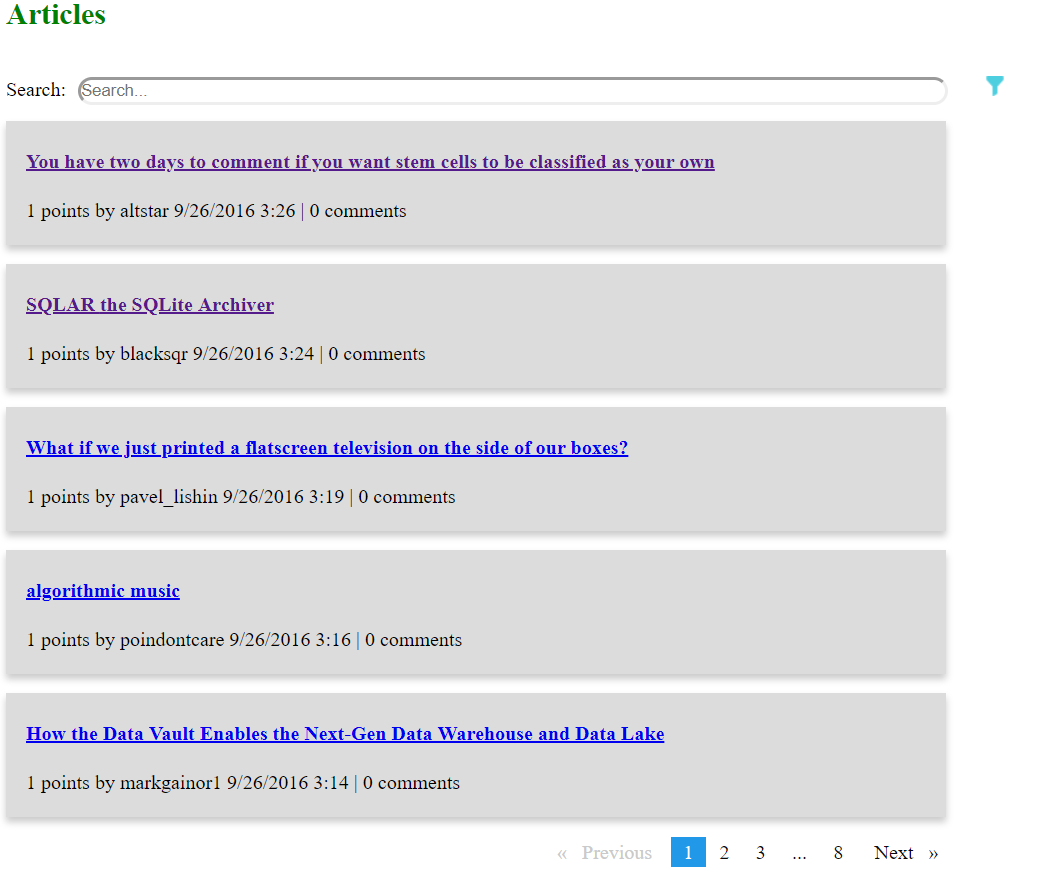 Articles
Search: Search...
You have two days to comment if you want stem cells to be classified as your own
1 points by altstar 9/26/2016 3:26 | 0 comments
SQLAR the SQLite Archiver
1 points by blacksqr 9/26/2016 3:24 | 0 comments
What if we just printed a flatscreen television on the side of our boxes?
1 points by pavel_lishin 9/26/2016 3:19 | 0 comments
algorithmic music
1 points by poindontcare 9/26/2016 3:16 | 0 comments
How the Data Vault Enables the Next-Gen Data Warehouse and Data Lake
1 points by markgainor1 9/26/2016 3:14 | 0 comments
« Previous 1 2 3 ... 8 Next »